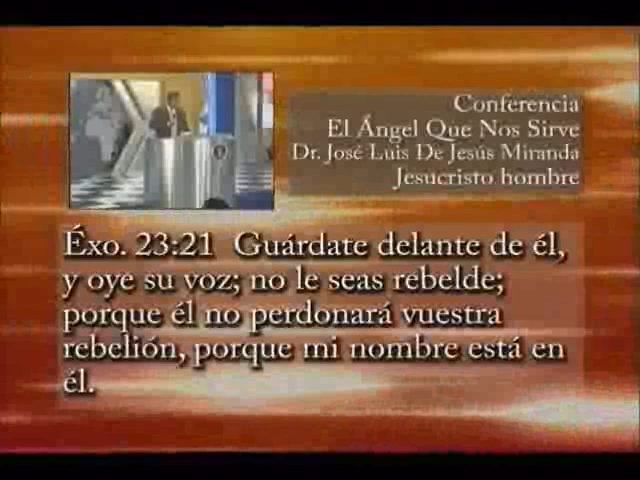 Conferencia
El Ángel Que Nos Sirve
Dr. José Luis De Jesús Miranda
Jesucristo hombre
Éxo. 23:21 Guárdate delante de él,
y oye su voz; no le seas rebelde;
porque él no perdonará vuestra
rebelión, porque mi nombre está en
él.